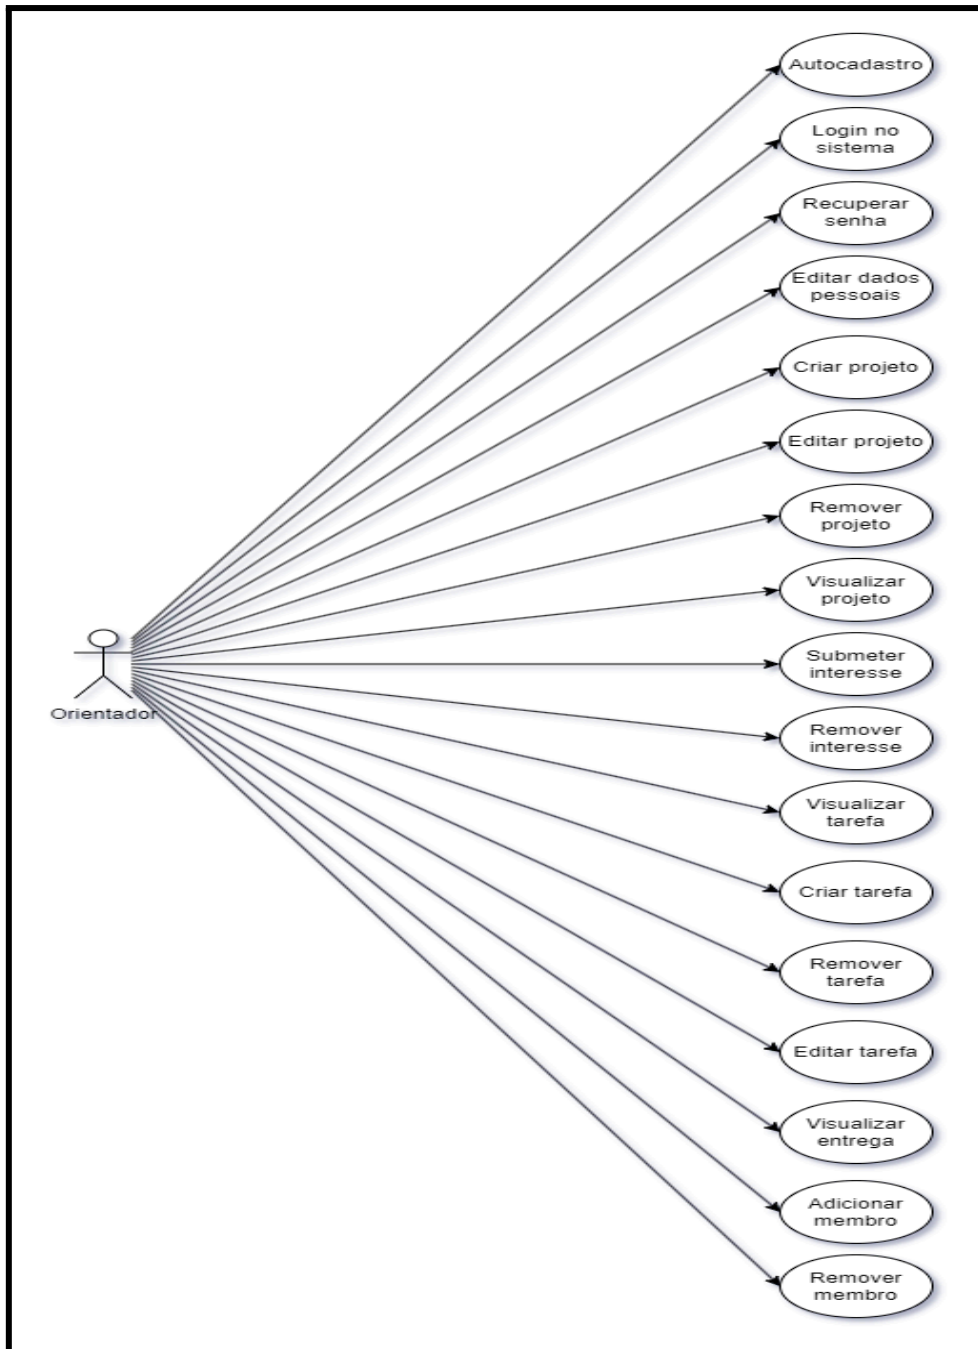 Autocadastro
Login no
sistema
Recuperar
senha
Editar dados
pessoais
Criar projeto
Editar projeto
Remover
projeto
Visualizar
projeto
Submeter
interesse
Remover
interesse
Visualizar
tarefa
Criar tarefa
Remover
tarefa
Editar tarefa
Visualizar
entrega
Adicionar
membro
Remover
membro
Orientador